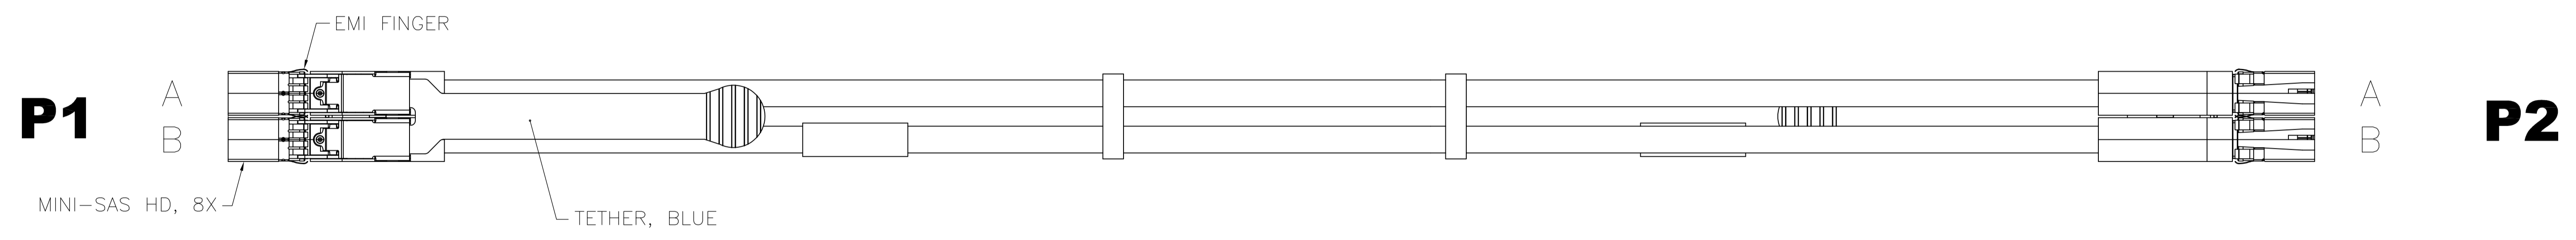 EMI FINGER
A
P1
B
A
P2
B
MINI-SAS HD, 8X
TETHER, BLUE